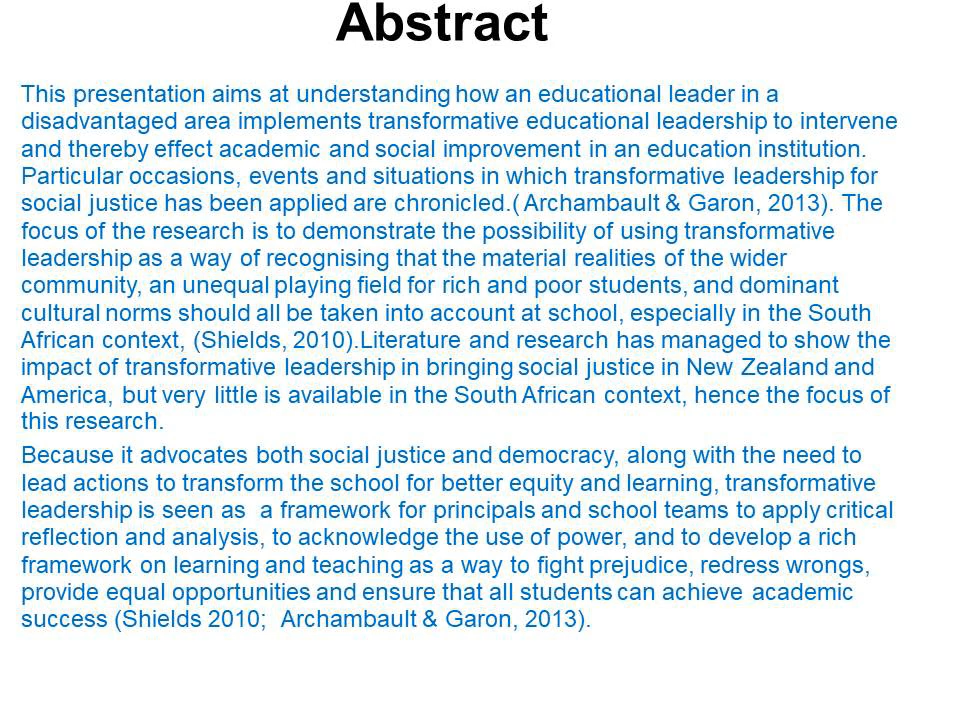 Abstract
This presentation aims at understanding how an educational leader in a
disadvantaged area implements transformative educational leadership to intervene
and thereby effect academic and social improvement in an education institution.
Particular occasions, events and situations in which transformative leadership for
social justice has been applied are chronicled.( Archambault & Garon, 2013). The
focus of the research is to demonstrate the possibility of using transformative
leadership as a way of recognising that the material realities of the wider
community, an unequal playing field for rich and poor students, and dominant
cultural norms should all be taken into account at school, especially in the South
African context, (Shields, 2010).Literature and research has managed to show the
impact of transformative leadership in bringing social justice in New Zealand and
America, but very little is available in the South African context, hence the focus of
this research.
Because it advocates both social justice and democracy, along with the need to
lead actions to transform the school for better equity and learning, transformative
leadership is seen as  a framework for principals and school teams to apply critical
reflection and analysis, to acknowledge the use of power, and to develop a rich
framework on learning and teaching as a way to fight prejudice, redress wrongs,
provide equal opportunities and ensure that all students can achieve academic
success (Shields 2010;  Archambault & Garon, 2013).